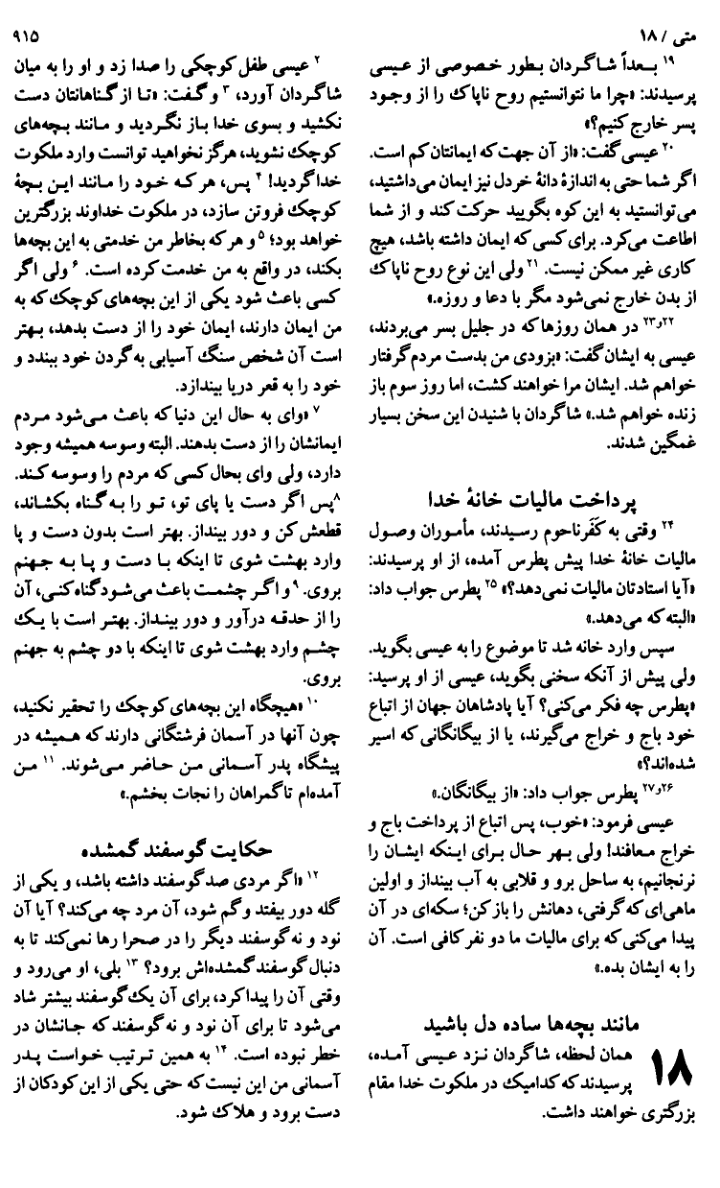 متی / ۱۸
۹۱۵
۱۹ بعداً شاگردان بطور خصوصی از عیسی
پرسیدند: «چرا ما نتوانستیم روح ناپاک را از وجود
پسر خارج کنیم؟»
۲۰ عیسی گفت: «از آن جهت که ایمانتان کم است.
اگر شما حتی به اندازهٔ دانهٔ خردل نیز ایمان می‌داشتید،
می‌توانستید به این کوه بگویید حرکت کند و از شما
اطاعت می‌کرد. برای کسی که ایمان داشته باشد، هیچ
کاری غیر ممکن نیست. ۲۱ ولی این نوع روح ناپاک
از بدن خارج نمی‌شود مگر با دعا و روزه.»
۲۲و۲۳ در همان روزها که در جلیل بسر می‌بردند،
عیسی به ایشان گفت: «بزودی من بدست مردم گرفتار
خواهم شد. ایشان مرا خواهند کشت، اما روز سوم باز
زنده خواهم شد.» شاگردان با شنیدن این سخن بسیار
غمگین شدند.
پرداخت مالیات خانهٔ خدا
۲۴ وقتی به کَفَرناحوم رسیدند، مأموران وصول
مالیات خانهٔ خدا پیش پطرس آمده، از او پرسیدند:
«آیا استادتان مالیات نمی‌دهد؟» ۲۵ پطرس جواب داد:
«البته که می‌دهد.»
سپس وارد خانه شد تا موضوع را به عیسی بگوید.
ولی پیش از آنکه سخنی بگوید، عیسی از او پرسید:
«پطرس چه فکر می‌کنی؟ آیا پادشاهان جهان از اتباع
خود باج و خراج می‌گیرند، یا از بیگانگانی که اسیر
شده‌اند؟»
۲۶و۲۷ پطرس جواب داد: «از بیگانگان.»
عیسی فرمود: «خوب، پس اتباع از پرداخت باج و
خراج معافند! ولی بهر حال برای اینکه ایشان را
نرنجانیم، به ساحل برو و قلابی به آب بینداز و اولین
ماهی‌ای که گرفتی، دهانش را باز کن؛ سکه‌ای در آن
پیدا می‌کنی که برای مالیات ما دو نفر کافی است. آن
را به ایشان بده.»
مانند بچه‌ها ساده دل باشید
۱۸ همان لحظه، شاگردان نزد عیسی آمده،
پرسیدند که کدامیک در ملکوت خدا مقام
بزرگتری خواهند داشت.
۲ عیسی طفل کوچکی را صدا زد و او را به میان
شاگردان آورد، ۳ و گفت: «تا از گناهانتان دست
نکشید و بسوی خدا باز نگردید و مانند بچه‌های
کوچک نشوید، هرگز نخواهید توانست وارد ملکوت
خدا گردید! ۴ پس، هر که خود را مانند این بچهٔ
کوچک فروتن سازد، در ملکوت خداوند بزرگترین
خواهد بود؛ ۵ و هر که بخاطر من خدمتی به این بچه‌ها
بکند، در واقع به من خدمت کرده است. ۶ ولی اگر
کسی باعث شود یکی از این بچه‌های کوچک که به
من ایمان دارند، ایمان خود را از دست بدهد، بهتر
است آن شخص سنگ آسیابی به گردن خود ببندد و
خود را به قعر دریا بیندازد.
۷ «وای به حال این دنیا که باعث می‌شود مردم
ایمانشان را از دست بدهند. البته وسوسه همیشه وجود
دارد، ولی وای بحال کسی که مردم را وسوسه کند.
۸ پس اگر دست یا پای تو، تو را به گناه بکشاند،
قطعش کن و دور بینداز. بهتر است بدون دست و پا
وارد بهشت شوی تا اینکه با دست و پا به جهنم
بروی. ۹ و اگر چشمت باعث می‌شود گناه کنی، آن
را از حدقه درآور و دور بینداز. بهتر است با یک
چشم وارد بهشت شوی تا اینکه با دو چشم به جهنم
بروی.
۱۰ «هیچگاه این بچه‌های کوچک را تحقیر نکنید،
چون آنها در آسمان فرشتگانی دارند که همیشه در
پیشگاه پدر آسمانی من حاضر می‌شوند. ۱۱ من
آمده‌ام تا گمراهان را نجات بخشم.»
حکایت گوسفند گمشده
۱۲ «اگر مردی صد گوسفند داشته باشد، و یکی از
گله دور بیفتد و گم شود، آن مرد چه می‌کند؟ آیا آن
نود و نه گوسفند دیگر را در صحرا رها نمی‌کند تا به
دنبال گوسفند گمشده‌اش برود؟ ۱۳ بلی، او می‌رود و
وقتی آن را پیدا کرد، برای آن یک گوسفند بیشتر شاد
می‌شود تا برای آن نود و نه گوسفند که جانشان در
خطر نبوده است. ۱۴ به همین ترتیب خواست پدر
آسمانی من این نیست که حتی یکی از این کودکان از
دست برود و هلاک شود.